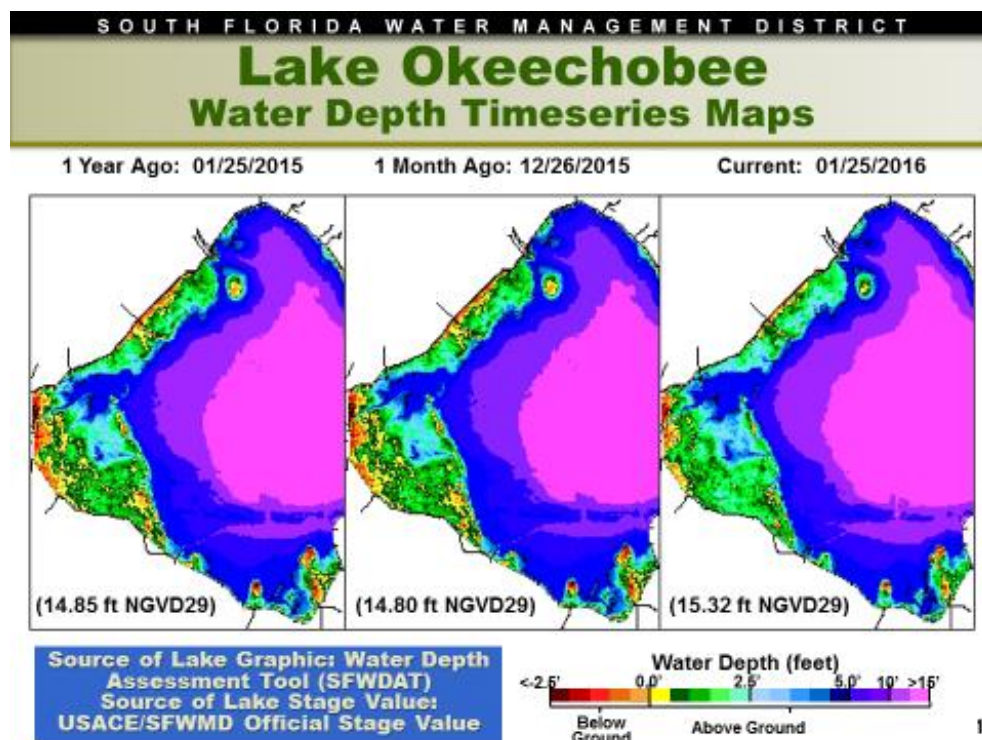 SOUTH FLORIDA WATER MANAGEMENT DISTRICT
Lake Okeechobee
Water Depth Timeseries Maps
1 Year Ago: 01/25/2015
1 Month Ago: 12/26/2015
Current: 01/25/2016
(14.85 ft NGVD29)
(14.80 ft NGVD29)
(15.32 ft NGVD29)
Source of Lake Graphic: Water Depth
Assessment Tool (SFWDAT)
Source of Lake Stage Value:
USACE/SFWMD Official Stage Value
Water Depth (feet)
<-2.5' 0.0' 2.5' 5.0' 10' >15'
Below
Ground
Above Ground
1